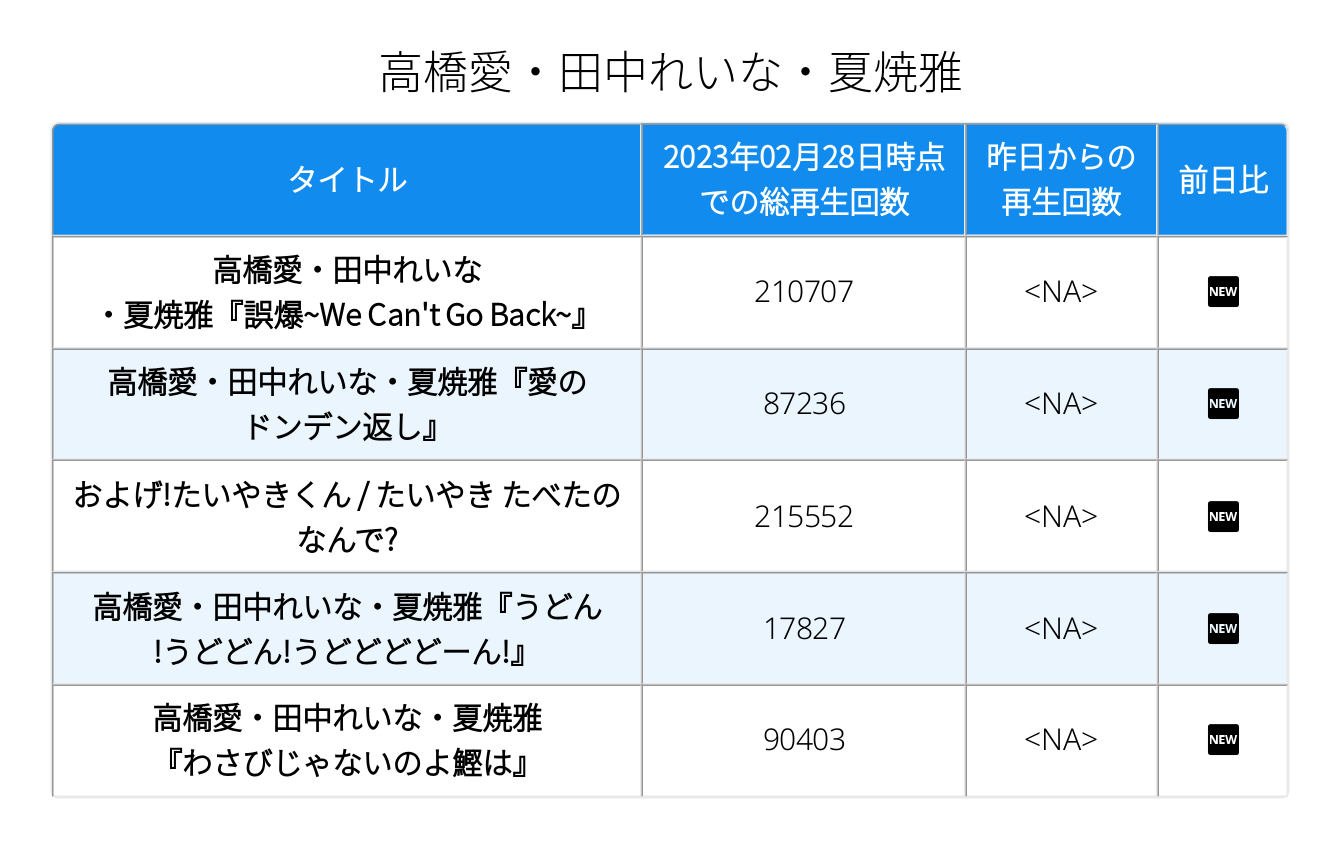 高橋愛・田中れいな・夏焼雅
タイトル
2023年02月28日時点
での総再生回数
昨日からの
再生回数
前日比
高橋愛・田中れいな
・夏焼雅『誤爆~We Can't Go Back~』
210707
<NA>
NEW
高橋愛・田中れいな・夏焼雅『愛の
ドンデン返し』
87236
<NA>
NEW
およげ!たいやきくん / たいやき たべたの
なんで?
215552
<NA>
NEW
高橋愛・田中れいな・夏焼雅『うどん
!うどどん!うどどどどーん!』
17827
<NA>
NEW
高橋愛・田中れいな・夏焼雅
『わさびじゃないのよ鰹は』
90403
<NA>
NEW